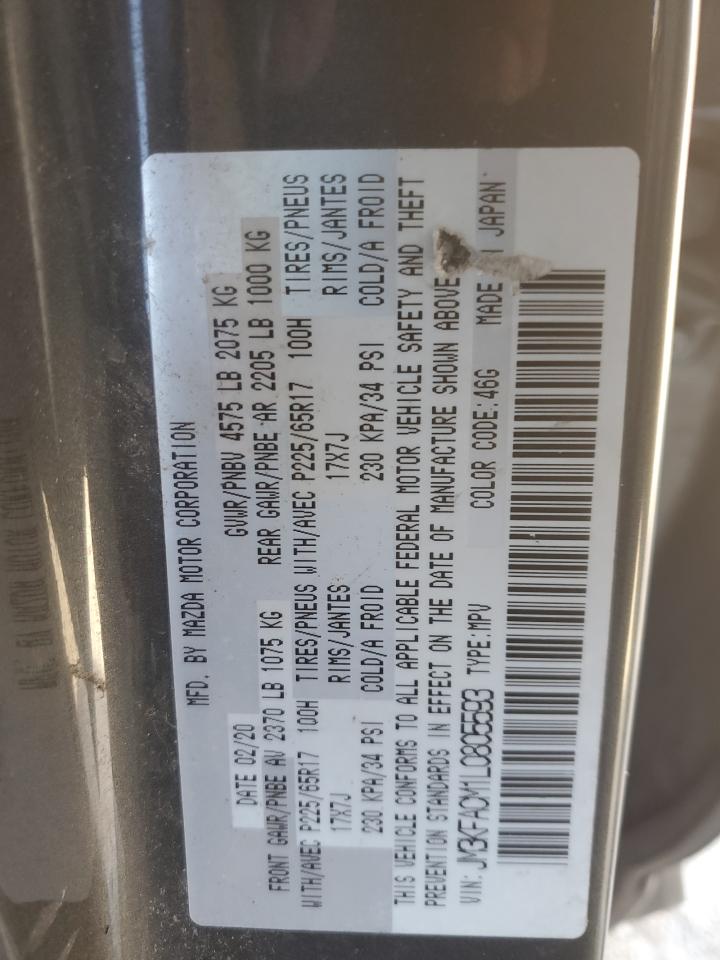 MFD. BY MAZDA MOTOR CORPORATION
DATE 02/20 GVWR/PNBV 4575 LB 2075 KG
FRONT GAWR/PNBE AV 2370 LB 1075 KG REAR GAWR/PNBE AR 2205 LB 1000 KG
WITH/AVEC P225/65R17 100H TIRES/PNEUS WITH/AVEC P225/65R17 100H TIRES/PNEUS
17X7J RIMS/JANTES 17X7J RIMS/JANTES
230 KPA/34 PSI COLD/A FROID 230 KPA/34 PSI COLD/A FROID
THIS VEHICLE CONFORMS TO ALL APPLICABLE FEDERAL MOTOR VEHICLE SAFETY AND THEFT
PREVENTION STANDARDS IN EFFECT ON THE DATE OF MANUFACTURE SHOWN ABOVE
VIN: JM3KFACM1L0805593 TYPE:MPV COLOR CODE:46G MADE JAPAN